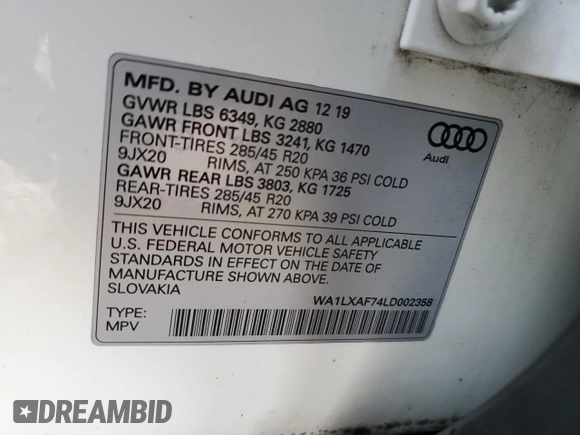 MFD. BY AUDI AG 12 19
GVWR LBS 6349, KG 2880
GAWR FRONT LBS 3241, KG 1470
FRONT-TIRES 285/45 R20
9JX20 RIMS, AT 250 KPA 36 PSI COLD
GAWR REAR LBS 3803, KG 1725
REAR-TIRES 285/45 R20
9JX20 RIMS, AT 270 KPA 39 PSI COLD
Audi
THIS VEHICLE CONFORMS TO ALL APPLICABLE
U.S. FEDERAL MOTOR VEHICLE SAFETY
STANDARDS IN EFFECT ON THE DATE OF
MANUFACTURE SHOWN ABOVE.
SLOVAKIA
WA1LXAF74LD002358
TYPE:
MPV
DREAMBID